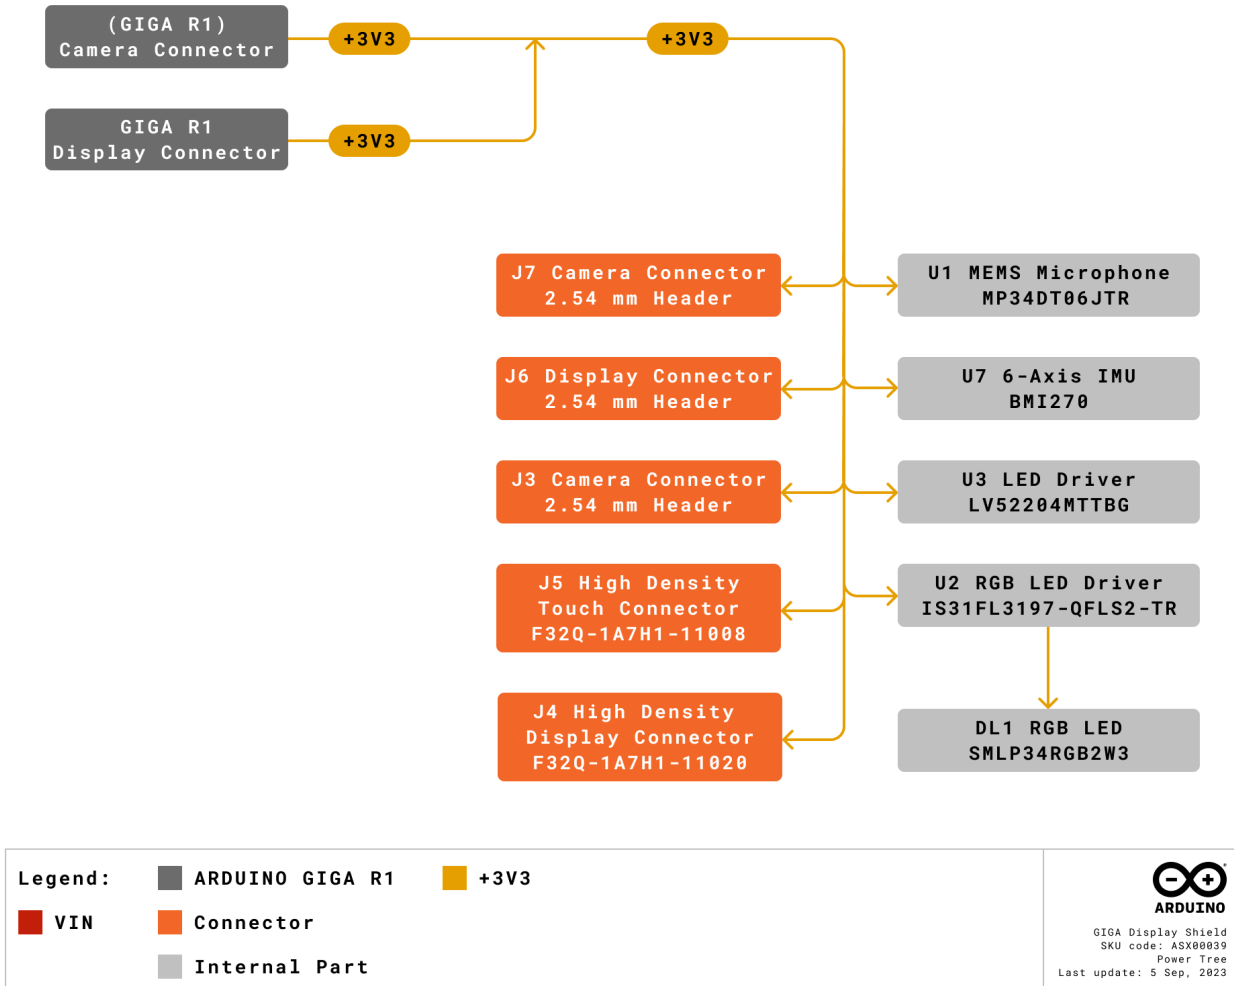 (GIGA R1)
Camera Connector
+3V3
+3V3
GIGA R1
Display Connector
+3V3
J7 Camera Connector
2.54 mm Header
U1 MEMS Microphone
MP34DT06JTR
J6 Display Connector
2.54 mm Header
U7 6-Axis IMU
BMI270
J3 Camera Connector
2.54 mm Header
U3 LED Driver
LV52204MTTBG
J5 High Density
Touch Connector
F32Q-1A7H1-11008
U2 RGB LED Driver
IS31FL3197-QFLS2-TR
J4 High Density
Display Connector
F32Q-1A7H1-11020
DL1 RGB LED
SMLP34RGB2W3
Legend:
ARDUINO GIGA R1
+3V3
VIN
Connector
Internal Part
ARDUINO
GIGA Display Shield
SKU code: ASX00039
Power Tree
Last update: 5 Sep, 2023